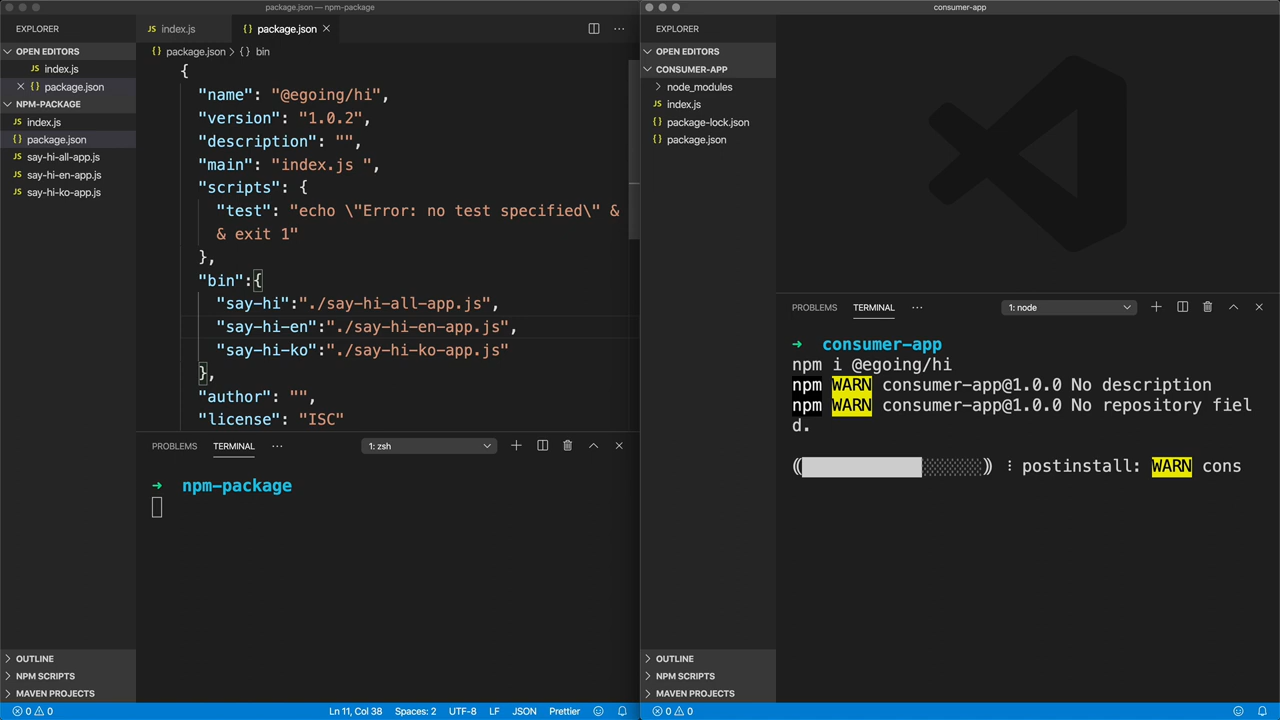 package.json — npm-package
EXPLORER
OPEN EDITORS
index.js
package.json
NPM-PACKAGE
index.js
package.json
say-hi-all-app.js
say-hi-en-app.js
say-hi-ko-app.js
OUTLINE
NPM SCRIPTS
MAVEN PROJECTS
index.js
package.json
package.json > {} bin
{
"name": "@egoing/hi",
"version": "1.0.2",
"description": "",
"main": "index.js ",
"scripts": {
"test": "echo \"Error: no test specified\" &
& exit 1"
},
"bin":{
"say-hi":"./say-hi-all-app.js",
"say-hi-en":"./say-hi-en-app.js",
"say-hi-ko":"./say-hi-ko-app.js"
},
"author": "",
"license": "ISC"
PROBLEMS TERMINAL ··· 1: zsh
➜ npm-package
0 0 Ln 11, Col 38 Spaces: 2 UTF-8 LF JSON Prettier
consumer-app
EXPLORER
OPEN EDITORS
CONSUMER-APP
node_modules
index.js
package-lock.json
package.json
OUTLINE
NPM SCRIPTS
MAVEN PROJECTS
PROBLEMS TERMINAL ··· 1: node
➜ consumer-app
npm i @egoing/hi
npm WARN consumer-app@1.0.0 No description
npm WARN consumer-app@1.0.0 No repository fiel
d.
postinstall: WARN cons
0 0